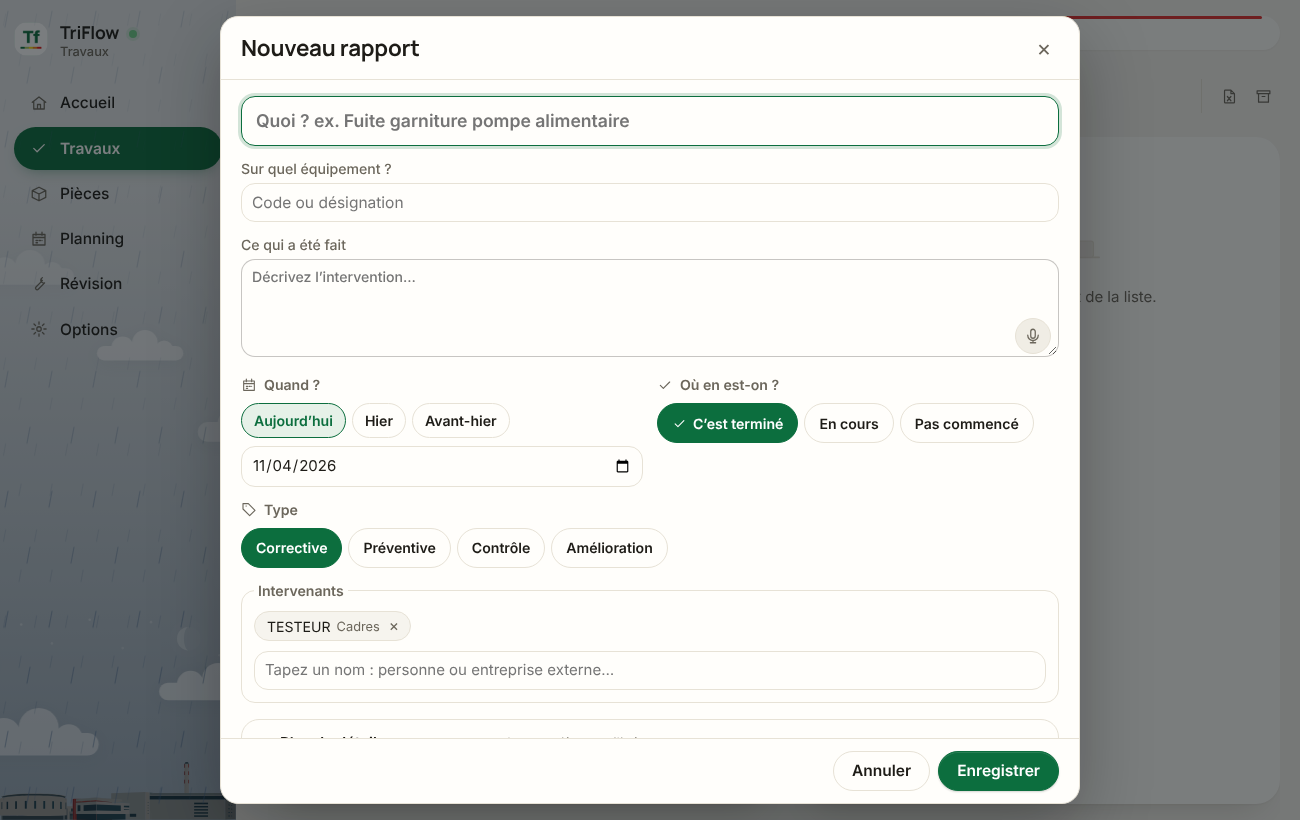 Tf
TriFlow
Travaux
Accueil
Travaux
Pièces
Planning
Révision
Options
Nouveau rapport
Quoi ? ex. Fuite garniture pompe alimentaire
Sur quel équipement ?
Code ou désignation
Ce qui a été fait
Décrivez l’intervention…
Quand ?
Aujourd’hui
Hier
Avant-hier
11/04/2026
Où en est-on ?
C’est terminé
En cours
Pas commencé
Type
Corrective
Préventive
Contrôle
Amélioration
Intervenants
TESTEUR Cadres
Tapez un nom : personne ou entreprise externe…
de la liste.
Annuler
Enregistrer